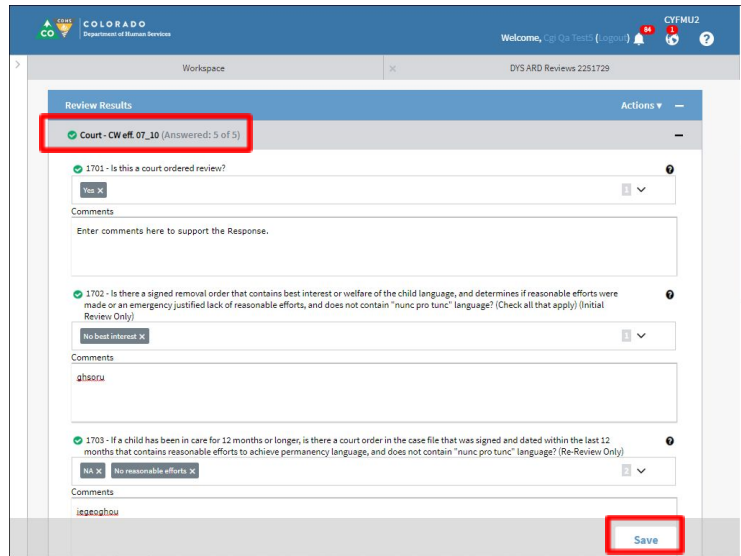 CYFMU2
CO CDHS COLORADO
Department of Human Services
Welcome, Cgi Qa Test5 (Logout) 84 1 ?
> Workspace × DYS ARD Reviews 2251729
Review Results Actions ▾ —
Court - CW eff. 07_10 (Answered: 5 of 5) —
1701 - Is this a court ordered review? ?
Yes X 1
Comments
Enter comments here to support the Response.
1702 - Is there a signed removal order that contains best interest or welfare of the child language, and determines if reasonable efforts were
made or an emergency justified lack of reasonable efforts, and does not contain "nunc pro tunc" language? (Check all that apply) (Initial
Review Only) ?
No best interest X 1
Comments
ghsoru
1703 - If a child has been in care for 12 months or longer, is there a court order in the case file that was signed and dated within the last 12
months that contains reasonable efforts to achieve permanency language, and does not contain "nunc pro tunc" language? (Re-Review Only) ?
NA X No reasonable efforts X 2
Comments
iegeoghou
Save